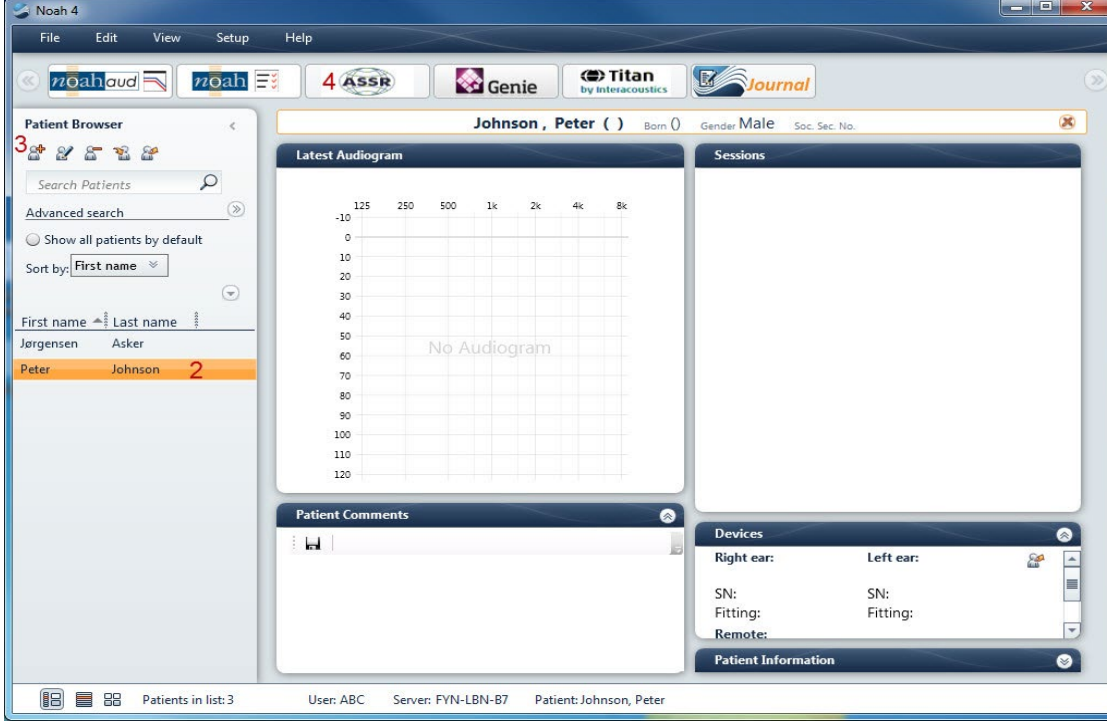 Noah 4
File Edit View Setup Help
nōahaud nōah 4 ASSR Genie Titan by Interacoustics Journal
Patient Browser
3
Search Patients
Advanced search
Show all patients by default
Sort by: First name
First name Last name
Jørgensen Asker
Peter Johnson 2
Johnson , Peter ( ) Born () Gender Male Soc. Sec. No.
Latest Audiogram
125 250 500 1k 2k 4k 8k
-10
0
10
20
30
40
50
No Audiogram
60
70
80
90
100
110
120
Patient Comments
Sessions
Devices
Right ear: Left ear:
SN: SN:
Fitting: Fitting:
Remote:
Patient Information
Patients in list: 3 User: ABC Server: FYN-LBN-B7 Patient: Johnson, Peter